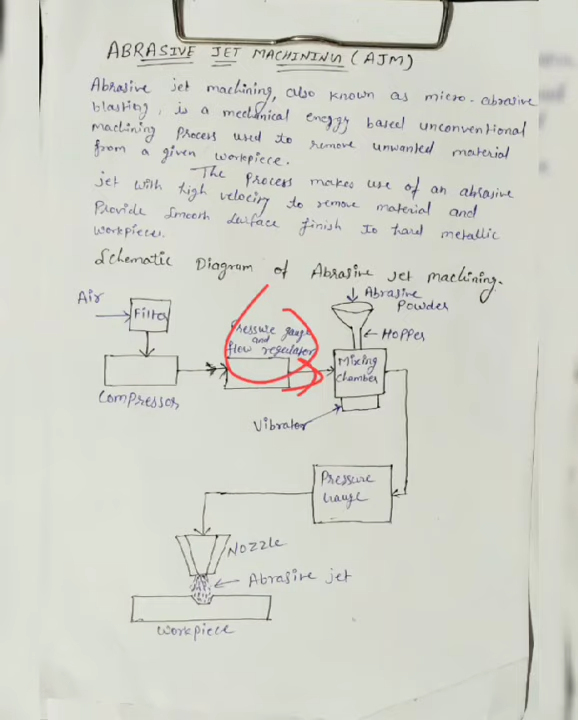 ABRASIVE JET MACHINING (AJM)
Abrasive jet machining, also known as micro-abrasive
blasting, is a mechanical energy based unconventional
machining process used to remove unwanted material
from a given workpiece.
The process makes use of an abrasive
jet with high velocity to remove material and
Provide smooth surface finish to hard metallic
workpieces.
Schematic Diagram of Abrasive jet machining.
Air
Filter
Compressor
Pressure gauge
and
flow regulator
Abrasive
Powder
Hopper
Mixing
chamber
Vibrator
Pressure
Gauge
Nozzle
Abrasive jet
Workpiece